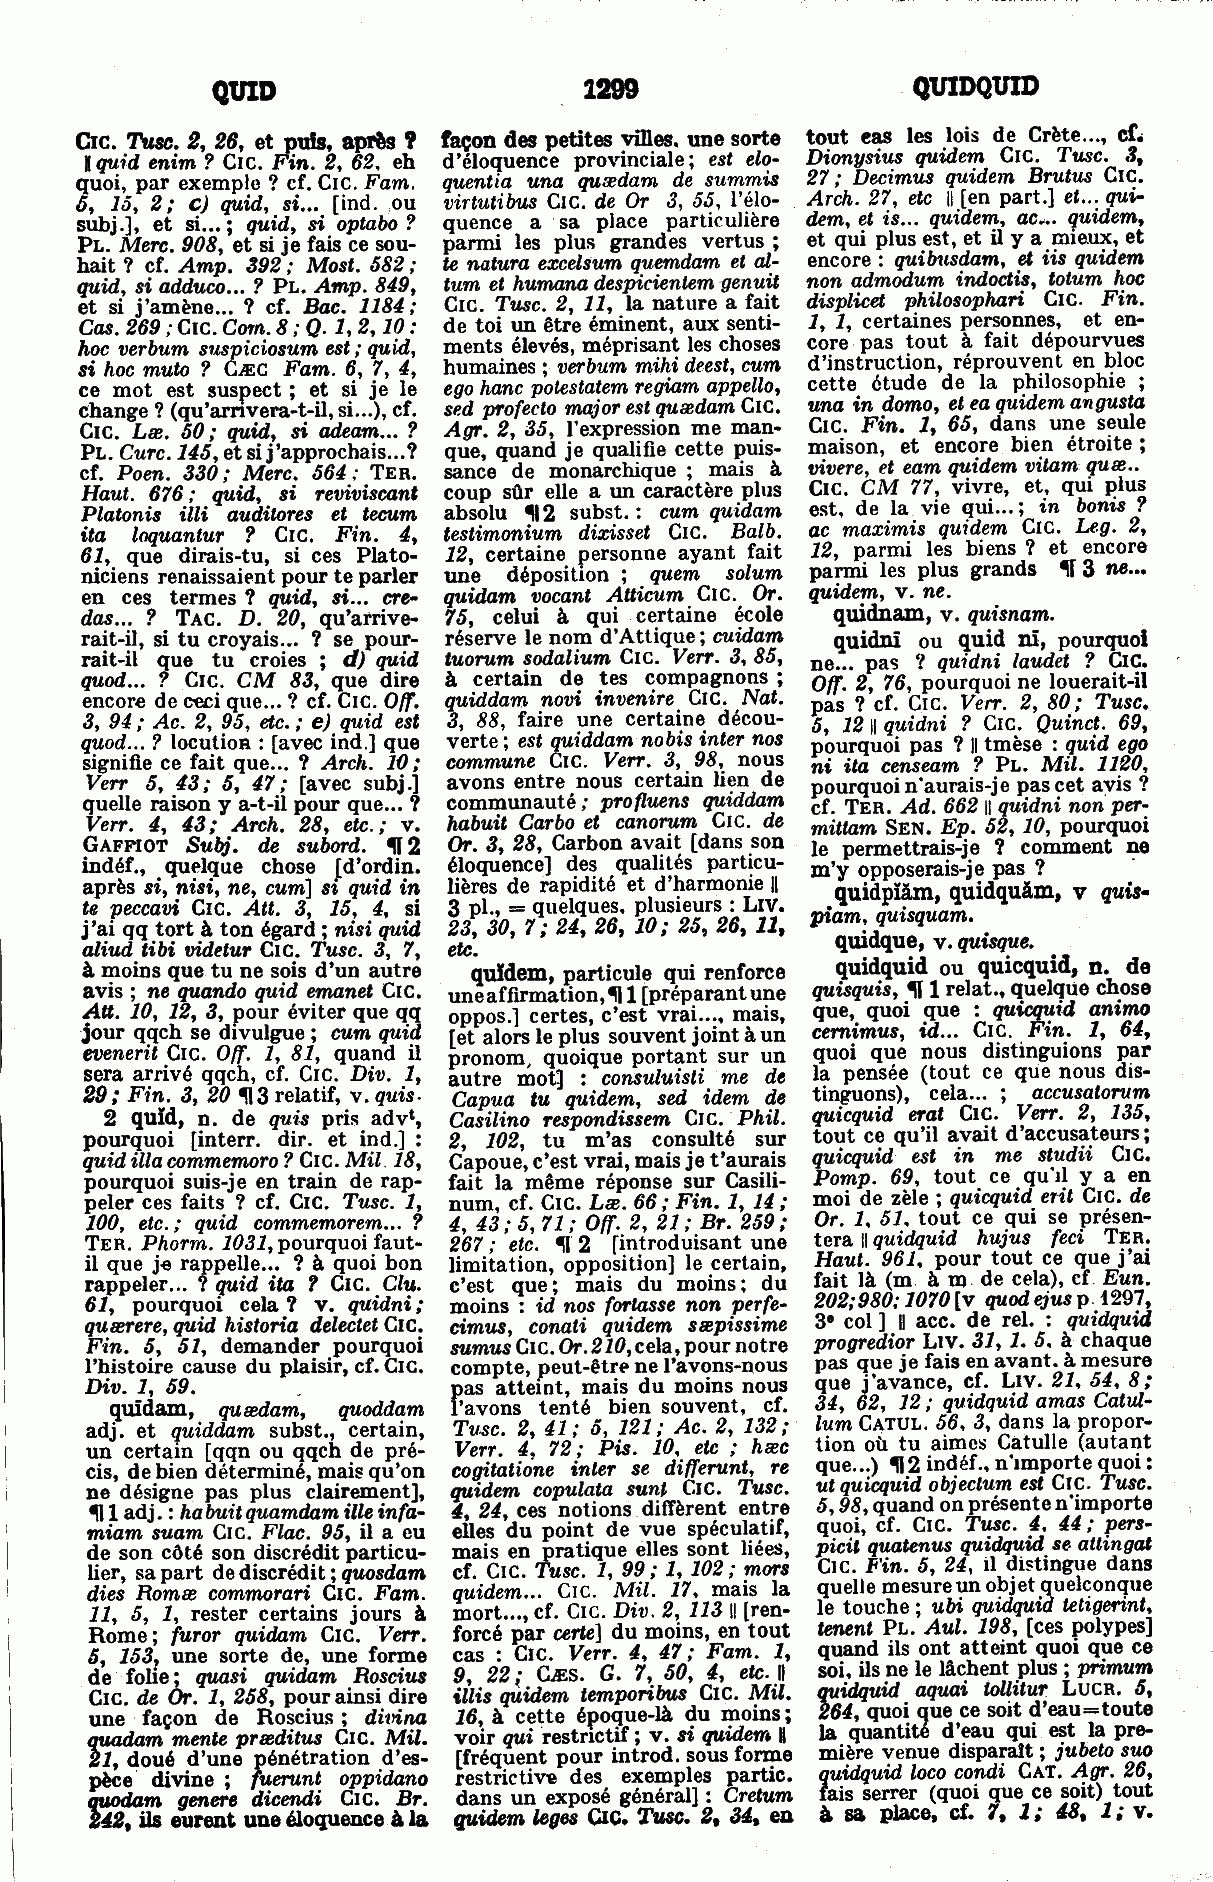 QUID
1299
QUIDQUID
CIC. Tusc. 2, 26, et puis, après ?
‖ quid enim ? CIC. Fin. 2, 62, eh
quoi, par exemple ? cf. CIC. Fam.
5, 15, 2 ; c) quid, si... [ind. ou
subj.], et si... ; quid, si optabo ?
PL. Merc. 908, et si je fais ce sou-
hait ? cf. Amp. 392 ; Most. 582 ;
quid, si adduco... ? PL. Amp. 849,
et si j'amène... ? cf. Bac. 1184 ;
Cas. 269 ; CIC. Com. 8 ; Q. 1, 2, 10 :
hoc verbum suspiciosum est ; quid,
si hoc muto ? CÆC Fam. 6, 7, 4,
ce mot est suspect ; et si je le
change ? (qu'arrivera-t-il, si...), cf.
CIC. Læ. 50 ; quid, si adeam... ?
PL. Curc. 145, et si j'approchais...?
cf. Poen. 330 ; Merc. 564 : TER.
Haut. 676 ; quid, si reviviscant
Platonis illi auditores et tecum
ita loquantur ? CIC. Fin. 4,
61, que dirais-tu, si ces Plato-
niciens renaissaient pour te parler
en ces termes ? quid, si... cre-
das... ? TAC. D. 20, qu'arrive-
rait-il, si tu croyais... ? se pour-
rait-il que tu croies ; d) quid
quod... ? CIC. CM 83, que dire
encore de ceci que... ? cf. CIC. Off.
3, 94 ; Ac. 2, 95, etc. ; e) quid est
quod... ? locution : [avec ind.] que
signifie ce fait que... ? Arch. 10 ;
Verr 5, 43 ; 5, 47 ; [avec subj.]
quelle raison y a-t-il pour que... ?
Verr. 4, 43 ; Arch. 28, etc. ; v.
GAFFIOT Subj. de subord. ¶ 2
indéf., quelque chose [d'ordin.
après si, nisi, ne, cum] si quid in
te peccavi CIC. Att. 3, 15, 4, si
j'ai qq tort à ton égard ; nisi quid
aliud tibi videtur CIC. Tusc. 3, 7,
à moins que tu ne sois d'un autre
avis ; ne quando quid emanet CIC.
Att. 10, 12, 3, pour éviter que qq
jour qqch se divulgue ; cum quid
evenerit CIC. Off. 1, 81, quand il
sera arrivé qqch, cf. CIC. Div. 1,
29 ; Fin. 3, 20 ¶ 3 relatif, v. quis.
2 quĭd, n. de quis pris advt,
pourquoi [interr. dir. et ind.] :
quid illa commemoro ? CIC. Mil. 18,
pourquoi suis-je en train de rap-
peler ces faits ? cf. CIC. Tusc. 1,
100, etc. ; quid commemorem... ?
TER. Phorm. 1031, pourquoi faut-
il que je rappelle... ? à quoi bon
rappeler... ? quid ita ? CIC. Clu.
61, pourquoi cela ? v. quidni ;
quærere, quid historia delectet CIC.
Fin. 5, 51, demander pourquoi
l'histoire cause du plaisir, cf. CIC.
Div. 1, 59.
quīdam, quædam, quoddam
adj. et quiddam subst., certain,
un certain [qqn ou qqch de pré-
cis, de bien déterminé, mais qu'on
ne désigne pas plus clairement],
¶ 1 adj. : habuit quamdam ille infa-
miam suam CIC. Flac. 95, il a eu
de son côté son discrédit particu-
lier, sa part de discrédit ; quosdam
dies Romæ commorari CIC. Fam.
11, 5, 1, rester certains jours à
Rome ; furor quidam CIC. Verr.
5, 153, une sorte de, une forme
de folie ; quasi quidam Roscius
CIC. de Or. 1, 258, pour ainsi dire
une façon de Roscius ; divina
quadam mente præditus CIC. Mil.
21, doué d'une pénétration d'es-
pèce divine ; fuerunt oppidano
quodam genere dicendi CIC. Br.
242, ils eurent une éloquence à la
façon des petites villes, une sorte
d'éloquence provinciale ; est elo-
quentia una quædam de summis
virtutibus CIC. de Or 3, 55, l'élo-
quence a sa place particulière
parmi les plus grandes vertus ;
te natura excelsum quemdam et al-
tum et humana despicientem genuit
CIC. Tusc. 2, 11, la nature a fait
de toi un être éminent, aux senti-
ments élevés, méprisant les choses
humaines ; verbum mihi deest, cum
ego hanc potestatem regiam appello,
sed profecto major est quædam CIC.
Agr. 2, 35, l'expression me man-
que, quand je qualifie cette puis-
sance de monarchique ; mais à
coup sûr elle a un caractère plus
absolu ¶ 2 subst. : cum quidam
testimonium dixisset CIC. Balb.
12, certaine personne ayant fait
une déposition ; quem solum
quidam vocant Atticum CIC. Or.
75, celui à qui certaine école
réserve le nom d'Attique ; cuidam
tuorum sodalium CIC. Verr. 3, 85,
à certain de tes compagnons ;
quiddam novi invenire CIC. Nat.
3, 88, faire une certaine décou-
verte ; est quiddam nobis inter nos
commune CIC. Verr. 3, 98, nous
avons entre nous certain lien de
communauté ; profluens quiddam
habuit Carbo et canorum CIC. de
Or. 3, 28, Carbon avait [dans son
éloquence] des qualités particu-
lières de rapidité et d'harmonie ‖
3 pl., = quelques, plusieurs : LIV.
23, 30, 7 ; 24, 26, 10 ; 25, 26, 11,
etc.
quĭdem, particule qui renforce
une affirmation, ¶ 1 [préparant une
oppos.] certes, c'est vrai..., mais,
[et alors le plus souvent joint à un
pronom, quoique portant sur un
autre mot] : consuluisti me de
Capua tu quidem, sed idem de
Casilino respondissem CIC. Phil.
2, 102, tu m'as consulté sur
Capoue, c'est vrai, mais je t'aurais
fait la même réponse sur Casili-
num, cf. CIC. Læ. 66 ; Fin. 1, 14 ;
4, 43 ; 5, 71 ; Off. 2, 21 ; Br. 259 ;
267 ; etc. ¶ 2 [introduisant une
limitation, opposition] le certain,
c'est que ; mais du moins ; du
moins : id nos fortasse non perfe-
cimus, conati quidem sæpissime
sumus CIC. Or. 210, cela, pour notre
compte, peut-être ne l'avons-nous
pas atteint, mais du moins nous
l'avons tenté bien souvent, cf.
Tusc. 2, 41 ; 5, 121 ; Ac. 2, 132 ;
Verr. 4, 72 ; Pis. 10, etc ; hæc
cogitatione inter se differunt, re
quidem copulata sunt CIC. Tusc.
4, 24, ces notions diffèrent entre
elles du point de vue spéculatif,
mais en pratique elles sont liées,
cf. CIC. Tusc. 1, 99 ; 1, 102 ; mors
quidem... CIC. Mil. 17, mais la
mort..., cf. CIC. Div. 2, 113 ‖ [ren-
forcé par certe] du moins, en tout
cas : CIC. Verr. 4, 47 ; Fam. 1,
9, 22 ; CÆS. G. 7, 50, 4, etc. ‖
illis quidem temporibus CIC. Mil.
16, à cette époque-là du moins ;
voir qui restrictif ; v. si quidem ‖
[fréquent pour introd. sous forme
restrictive des exemples partic.
dans un exposé général] : Cretum
quidem leges CIC. Tusc. 2, 34, en
tout cas les lois de Crète..., cf.
Dionysius quidem CIC. Tusc. 3,
27 ; Decimus quidem Brutus CIC.
Arch. 27, etc ‖ [en part.] et... qui-
dem, et is... quidem, ac... quidem,
et qui plus est, et il y a mieux, et
encore : quibusdam, et iis quidem
non admodum indoctis, totum hoc
displicet philosophari CIC. Fin.
1, 1, certaines personnes, et en-
core pas tout à fait dépourvues
d'instruction, réprouvent en bloc
cette étude de la philosophie ;
una in domo, et ea quidem angusta
CIC. Fin. 1, 65, dans une seule
maison, et encore bien étroite ;
vivere, et eam quidem vitam quæ..
CIC. CM 77, vivre, et, qui plus
est, de la vie qui... ; in bonis ?
ac maximis quidem CIC. Leg. 2,
12, parmi les biens ? et encore
parmi les plus grands ¶ 3 ne...
quidem, v. ne.
quidnam, v. quisnam.
quidnī ou quid nī, pourquoi
ne... pas ? quidni laudet ? CIC.
Off. 2, 76, pourquoi ne louerait-il
pas ? cf. CIC. Verr. 2, 80 ; Tusc.
5, 12 ‖ quidni ? CIC. Quinct. 69,
pourquoi pas ? ‖ tmèse : quid ego
ni ita censeam ? PL. Mil. 1120,
pourquoi n'aurais-je pas cet avis ?
cf. TER. Ad. 662 ‖ quidni non per-
mittam SEN. Ep. 52, 10, pourquoi
le permettrais-je ? comment ne
m'y opposerais-je pas ?
quidpĭăm, quidquăm, v quis-
piam, quisquam.
quidque, v. quisque.
quidquid ou quicquid, n. de
quisquis, ¶ 1 relat., quelque chose
que, quoi que : quicquid animo
cernimus, id... CIC. Fin. 1, 64,
quoi que nous distinguions par
la pensée (tout ce que nous dis-
tinguons), cela... ; accusatorum
quicquid erat CIC. Verr. 2, 135,
tout ce qu'il avait d'accusateurs ;
quicquid est in me studii CIC.
Pomp. 69, tout ce qu'il y a en
moi de zèle ; quicquid erit CIC. de
Or. 1, 51, tout ce qui se présen-
tera ‖ quidquid hujus feci TER.
Haut. 961, pour tout ce que j'ai
fait là (m à m de cela), cf Eun.
202; 980; 1070 [v quod ejus p. 1297,
3e col ] ‖ acc. de rel. : quidquid
progredior LIV. 31, 1, 5, à chaque
pas que je fais en avant, à mesure
que j'avance, cf. LIV. 21, 54, 8 ;
34, 62, 12 ; quidquid amas Catul-
lum CATUL. 56, 3, dans la propor-
tion où tu aimes Catulle (autant
que...) ¶ 2 indéf., n'importe quoi :
ut quicquid objectum est CIC. Tusc.
5, 98, quand on présente n'importe
quoi, cf. CIC. Tusc. 4, 44 ; pers-
picit quatenus quidquid se attingat
CIC. Fin. 5, 24, il distingue dans
quelle mesure un objet quelconque
le touche ; ubi quidquid tetigerint,
tenent PL. Aul. 198, [ces polypes]
quand ils ont atteint quoi que ce
soi, ils ne le lâchent plus ; primum
quidquid aquai tollitur LUCR. 5,
264, quoi que ce soit d'eau=toute
la quantité d'eau qui est la pre-
mière venue disparaît ; jubeto suo
quidquid loco condi CAT. Agr. 26,
fais serrer (quoi que ce soit) tout
à sa place, cf. 7, 1 ; 48, 1 ; v.